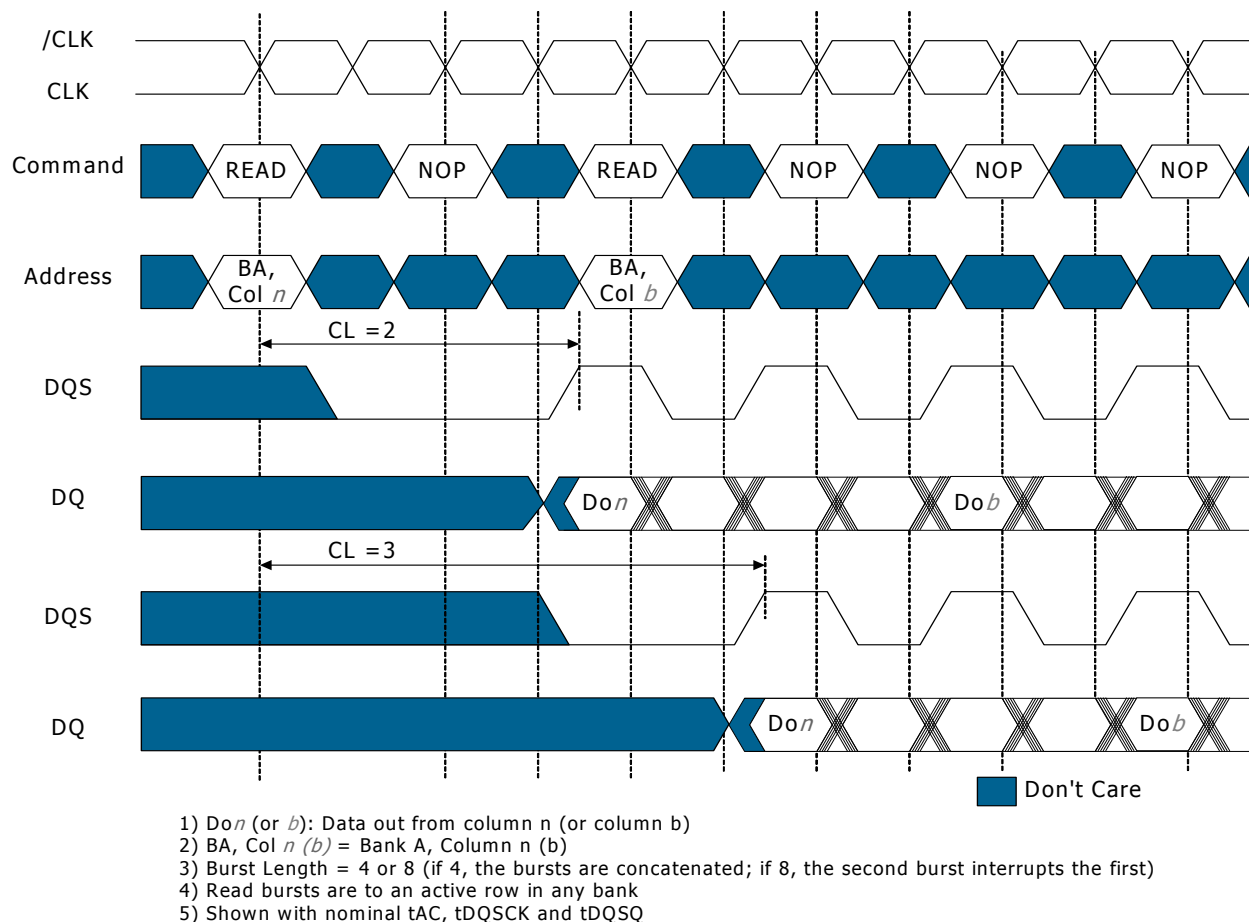 /CLK
CLK
Command READ NOP READ NOP NOP NOP
Address BA, Col n BA, Col b
CL =2
DQS
DQ Don Dob
CL =3
DQS
DQ Don Dob
Don't Care
1) Don (or b): Data out from column n (or column b)
2) BA, Col n (b) = Bank A, Column n (b)
3) Burst Length = 4 or 8 (if 4, the bursts are concatenated; if 8, the second burst interrupts the first)
4) Read bursts are to an active row in any bank
5) Shown with nominal tAC, tDQSCK and tDQSQ